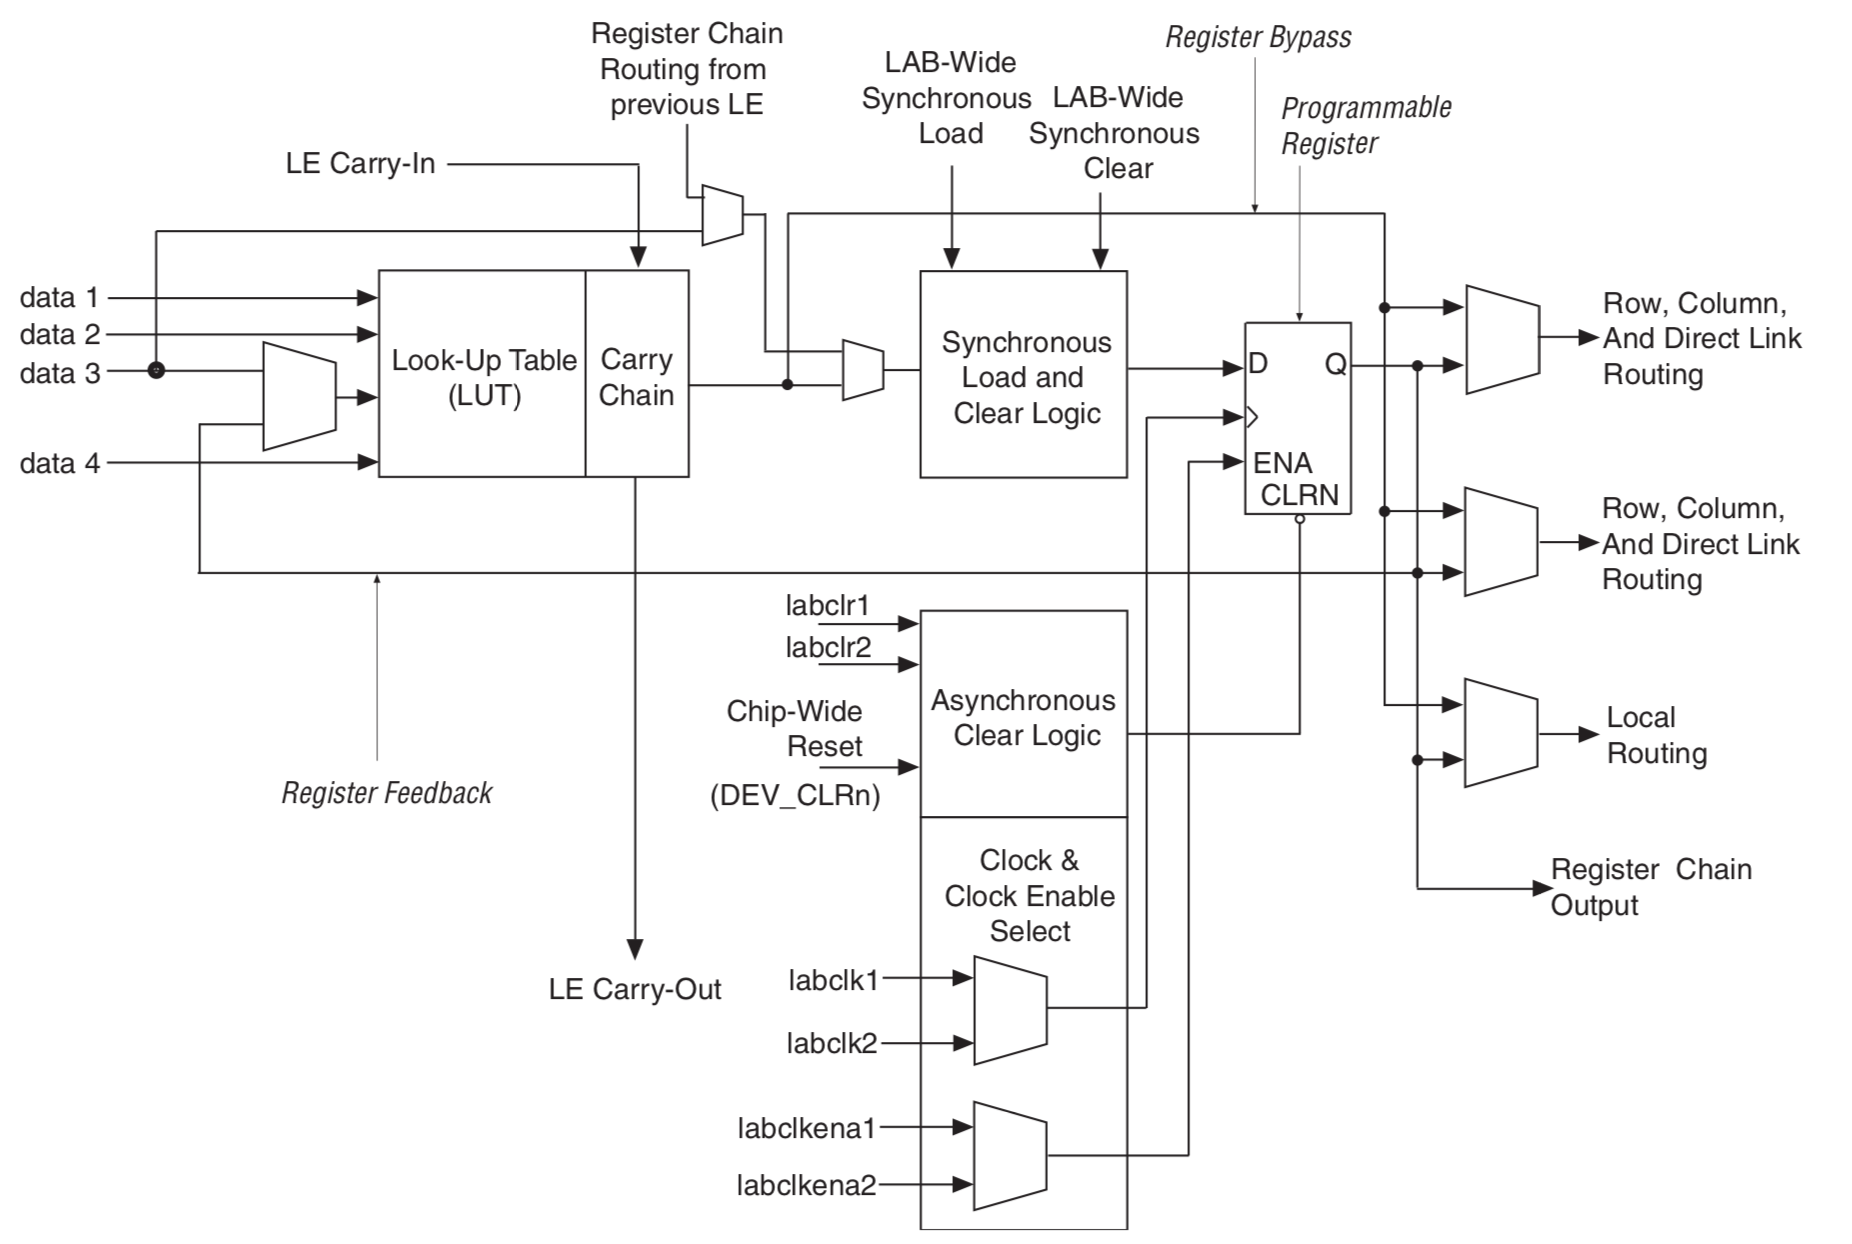 Register Chain
Routing from
previous LE
LAB-Wide
Synchronous
Load
LAB-Wide
Synchronous
Clear
Register Bypass
Programmable
Register
LE Carry-In
data 1
data 2
data 3
data 4
Look-Up Table
(LUT)
Carry
Chain
Synchronous
Load and
Clear Logic
D
Q
ENA
CLRN
Row, Column,
And Direct Link
Routing
Row, Column,
And Direct Link
Routing
Local
Routing
Register Chain
Output
Register Feedback
labclr1
labclr2
Chip-Wide
Reset
(DEV_CLRn)
Asynchronous
Clear Logic
Clock &
Clock Enable
Select
LE Carry-Out
labclk1
labclk2
labclkena1
labclkena2